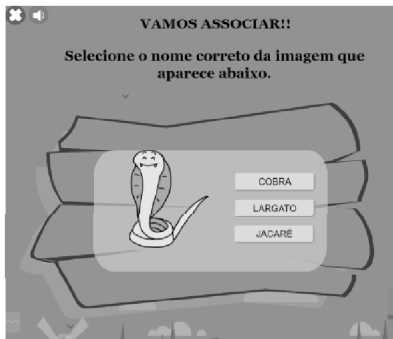 VAMOS ASSOCIAR!!
Selecione o nome correto da imagem que
aparece abaixo.
COBRA
LARGATO
JACARÉ